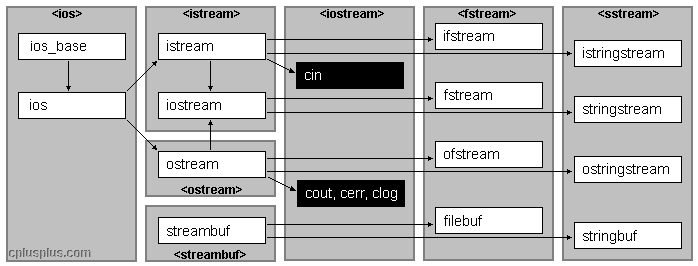 <ios>
<istream>
<iostream>
<fstream>
<sstream>
ios_base
istream
ifstream
istringstream
cin
ios
iostream
fstream
stringstream
ostream
ofstream
ostringstream
<ostream>
cout, cerr, clog
streambuf
filebuf
stringbuf
<streambuf>
cplusplus.com